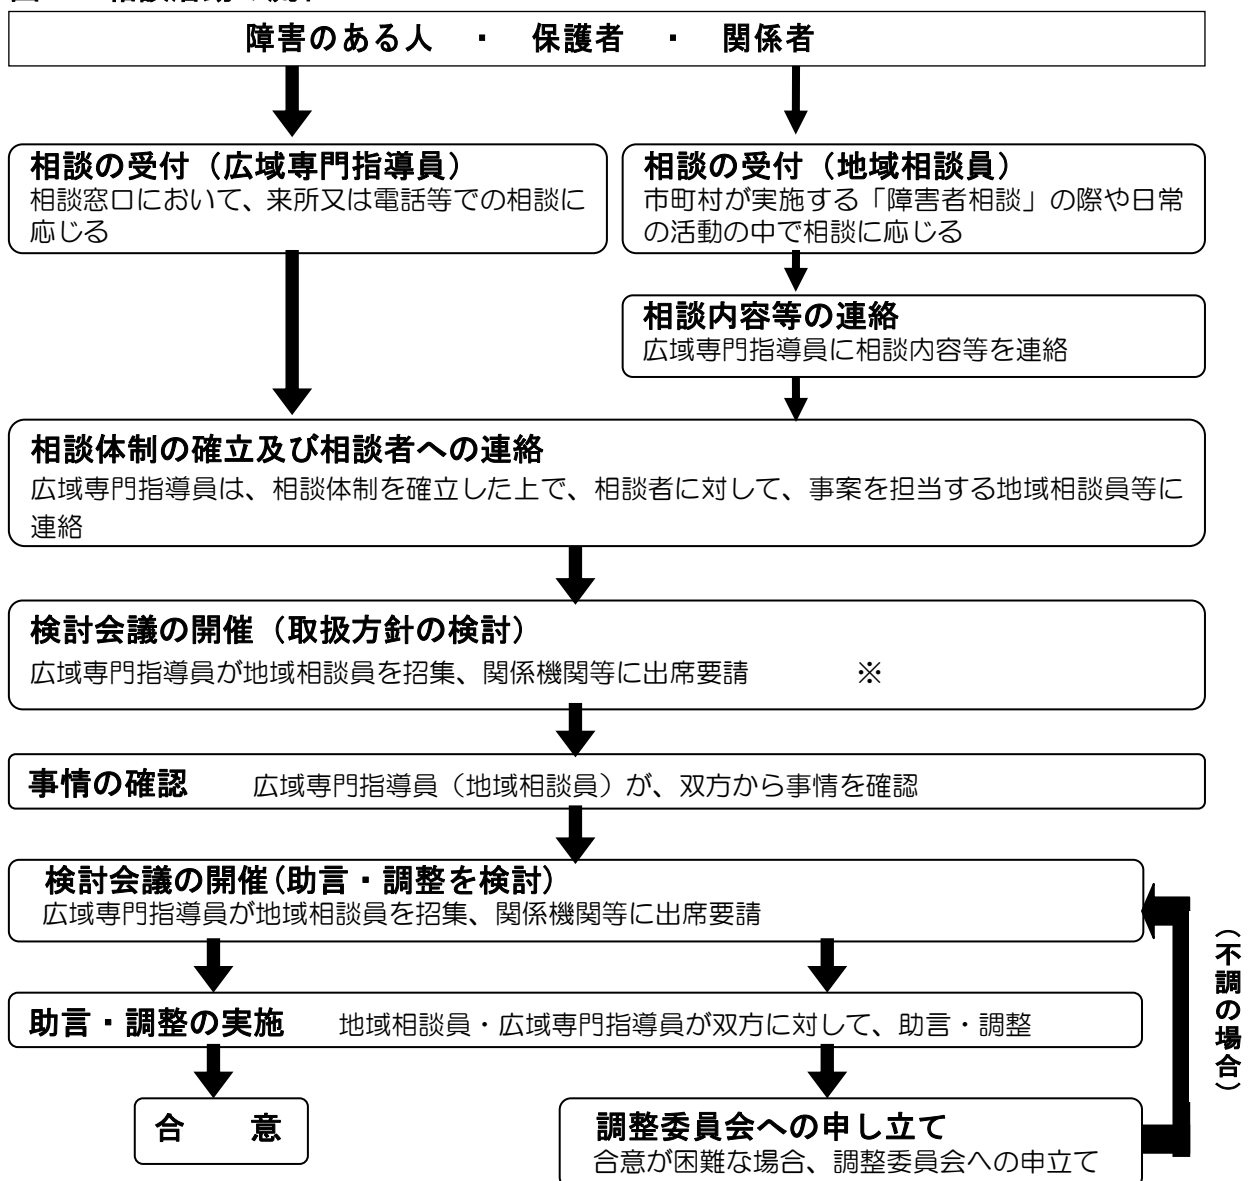 障害のある人 ・ 保護者 ・ 関係者
相談の受付（広域専門指導員）
相談窓口において、来所又は電話等での相談に
応じる
相談の受付（地域相談員）
市町村が実施する「障害者相談」の際や日常
の活動の中で相談に応じる
相談内容等の連絡
広域専門指導員に相談内容等を連絡
相談体制の確立及び相談者への連絡
広域専門指導員は、相談体制を確立した上で、相談者に対して、事案を担当する地域相談員等に
連絡
検討会議の開催（取扱方針の検討）
広域専門指導員が地域相談員を招集、関係機関等に出席要請 ※
事情の確認 広域専門指導員（地域相談員）が、双方から事情を確認
検討会議の開催(助言・調整を検討)
広域専門指導員が地域相談員を招集、関係機関等に出席要請
（不調の場合）
助言・調整の実施 地域相談員・広域専門指導員が双方に対して、助言・調整
合 意
調整委員会への申し立て
合意が困難な場合、調整委員会への申立て